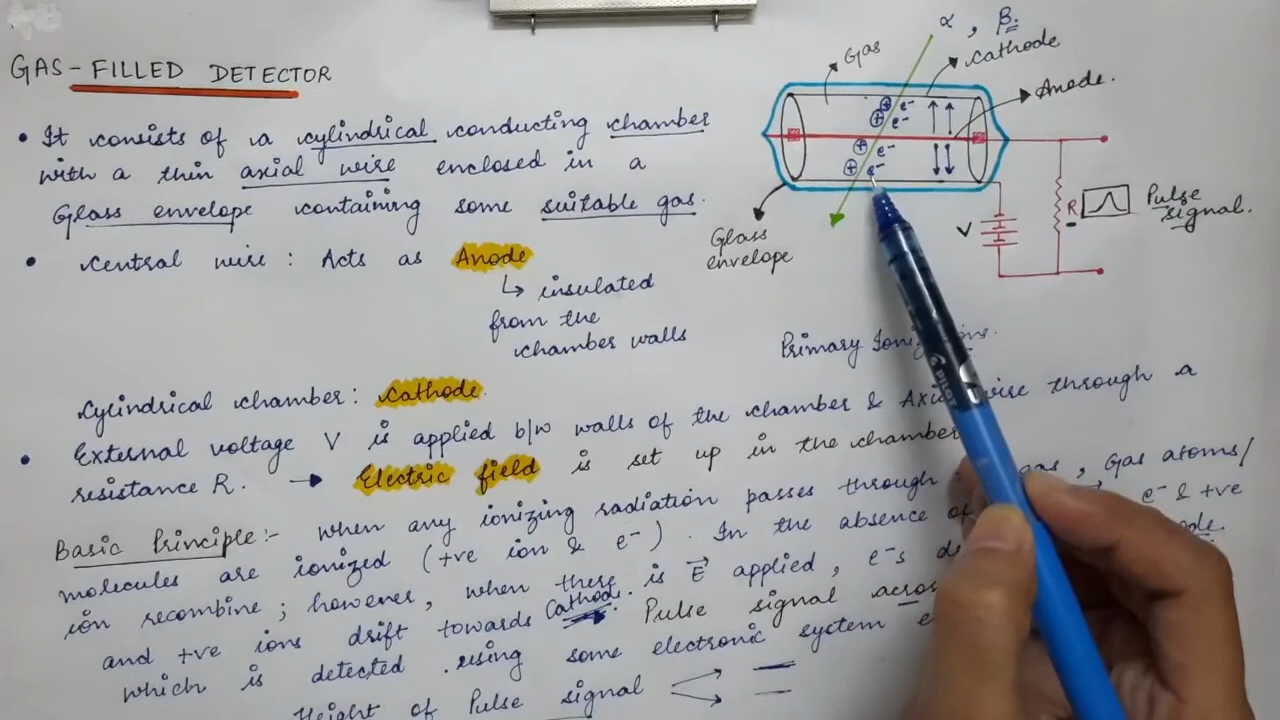 GAS-FILLED DETECTOR
• It consists of a cylindrical conducting chamber
with a thin axial wire enclosed in a
Glass envelope containing some suitable gas.
• Central wire : Acts as Anode
↳ insulated
from the
chamber walls
Cylindrical chamber : Cathode.
• External voltage V is applied b/w walls of the chamber & wire through a
resistance R. → Electric field is set up in the chamber
Basic Principle :- When any ionizing radiation passes through gas, Gas atoms/
molecules are ionized (+ve ion & e⁻). In the absence of e⁻ & +ve
ion recombine ; however, when there is E⃗ applied, e⁻s
and +ve ions drift towards Cathode. Pulse signal across
which is detected using some electronic system
Height of Pulse signal
α , β.
Gas
Cathode
Anode.
⊕ e⁻
⊕ e⁻
⊕ e⁻
⊕ e⁻
Glass
envelope
V
R
Pulse
signal.
Primary
PILOT